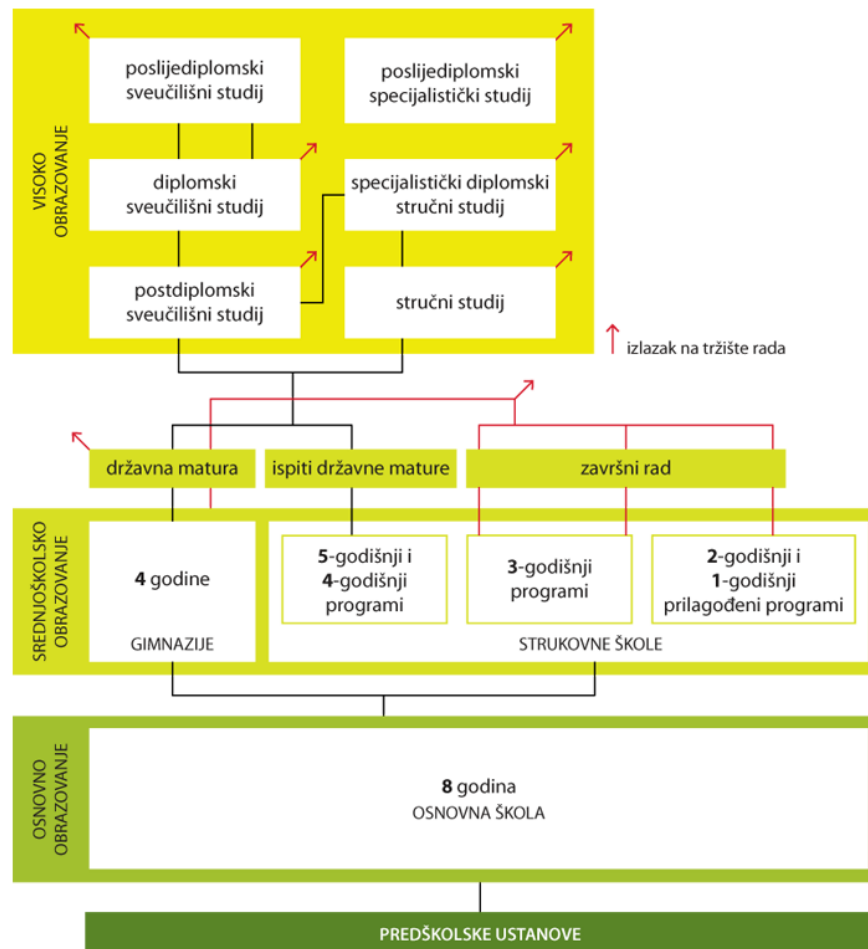 VISOKO
OBRAZOVANJE
poslijediplomski
sveučilišni studij
poslijediplomski
specijalistički studij
diplomski
sveučilišni studij
specijalistički diplomski
stručni studij
postdiplomski
sveučilišni studij
stručni studij
izlazak na tržište rada
državna matura
ispiti državne mature
završni rad
SREDNJOŠKOLSKO
OBRAZOVANJE
4 godine
GIMNAZIJE
5-godišnji i
4-godišnji
programi
3-godišnji
programi
2-godišnji i
1-godišnji
prilagođeni programi
STRUKOVNE ŠKOLE
OSNOVNO
OBRAZOVANJE
8 godina
OSNOVNA ŠKOLA
PREDŠKOLSKE USTANOVE